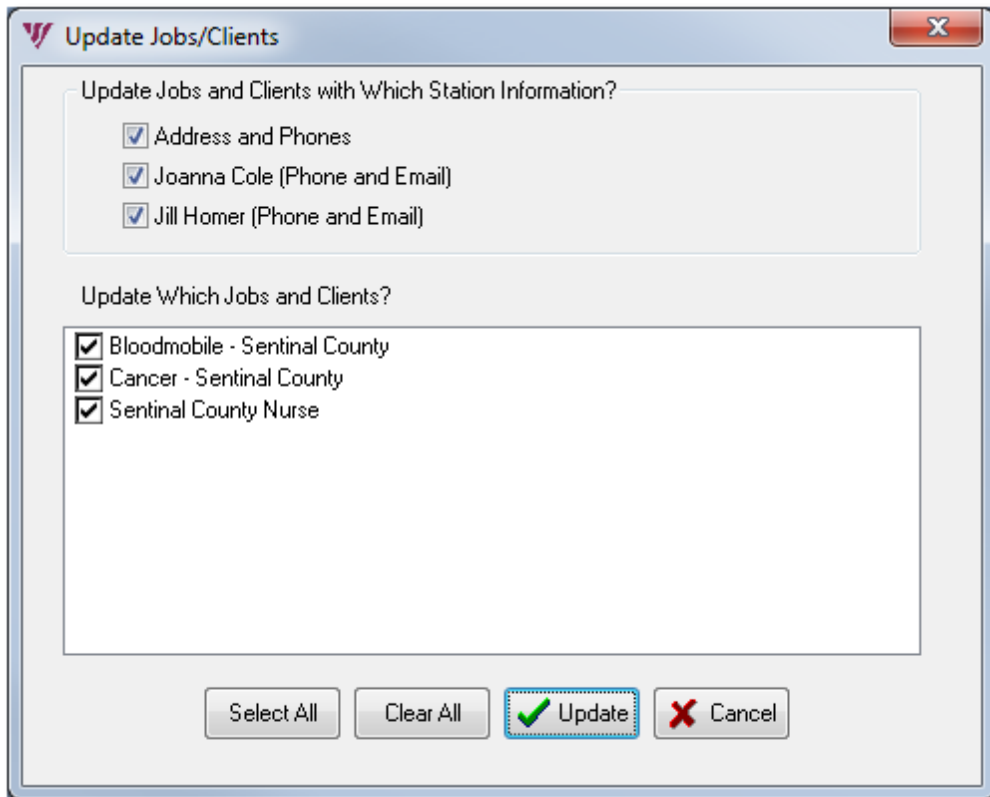 Update Jobs/Clients
Update Jobs and Clients with Which Station Information?
Address and Phones
Joanna Cole (Phone and Email)
Jill Homer (Phone and Email)
Update Which Jobs and Clients?
Bloodmobile - Sentinal County
Cancer - Sentinal County
Sentinal County Nurse
Select All Clear All Update Cancel